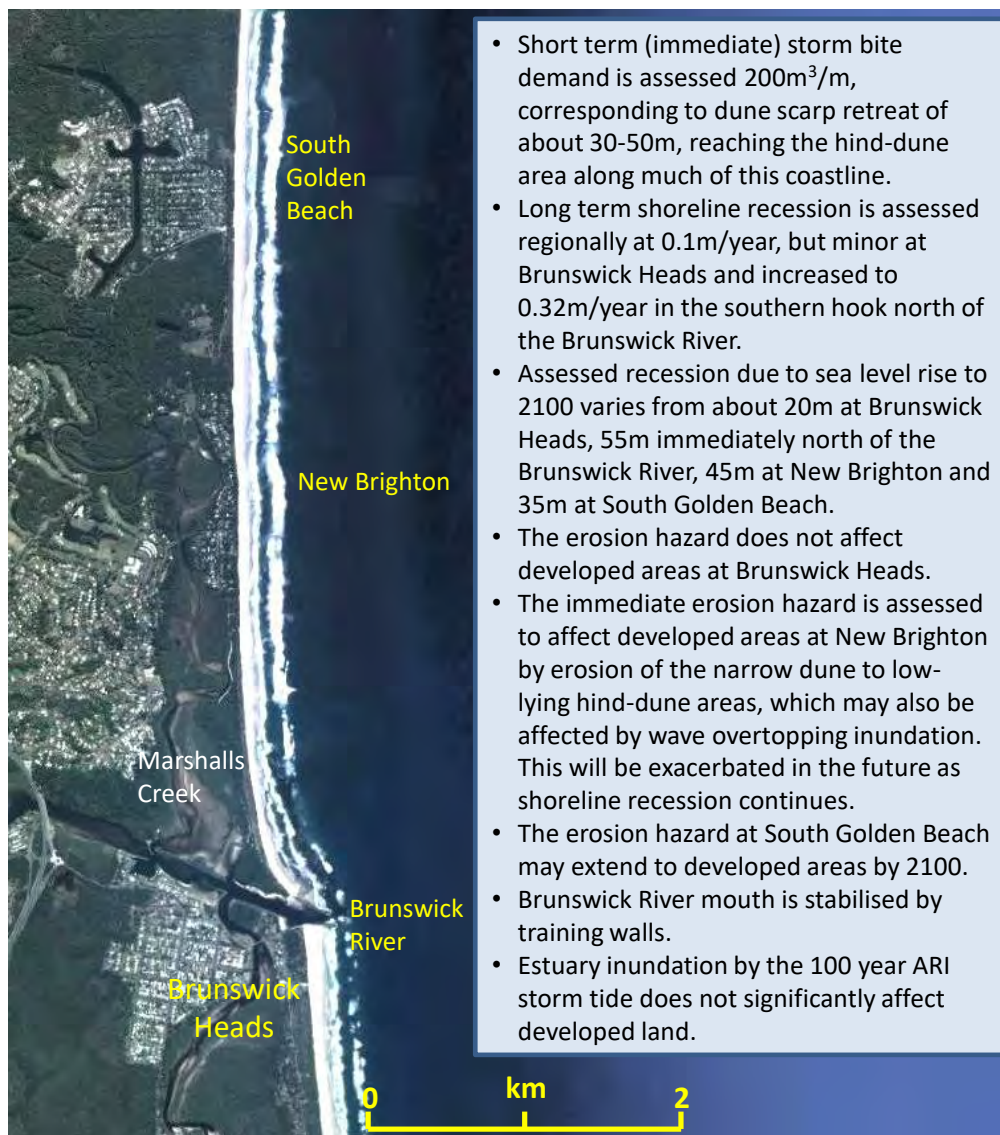 South
Golden
Beach
New Brighton
Marshalls
Creek
Brunswick
River
Brunswick
Heads
km
0
2
• Short term (immediate) storm bite
demand is assessed 200m³/m,
corresponding to dune scarp retreat of
about 30-50m, reaching the hind-dune
area along much of this coastline.
• Long term shoreline recession is assessed
regionally at 0.1m/year, but minor at
Brunswick Heads and increased to
0.32m/year in the southern hook north of
the Brunswick River.
• Assessed recession due to sea level rise to
2100 varies from about 20m at Brunswick
Heads, 55m immediately north of the
Brunswick River, 45m at New Brighton and
35m at South Golden Beach.
• The erosion hazard does not affect
developed areas at Brunswick Heads.
• The immediate erosion hazard is assessed
to affect developed areas at New Brighton
by erosion of the narrow dune to low-
lying hind-dune areas, which may also be
affected by wave overtopping inundation.
This will be exacerbated in the future as
shoreline recession continues.
• The erosion hazard at South Golden Beach
may extend to developed areas by 2100.
• Brunswick River mouth is stabilised by
training walls.
• Estuary inundation by the 100 year ARI
storm tide does not significantly affect
developed land.